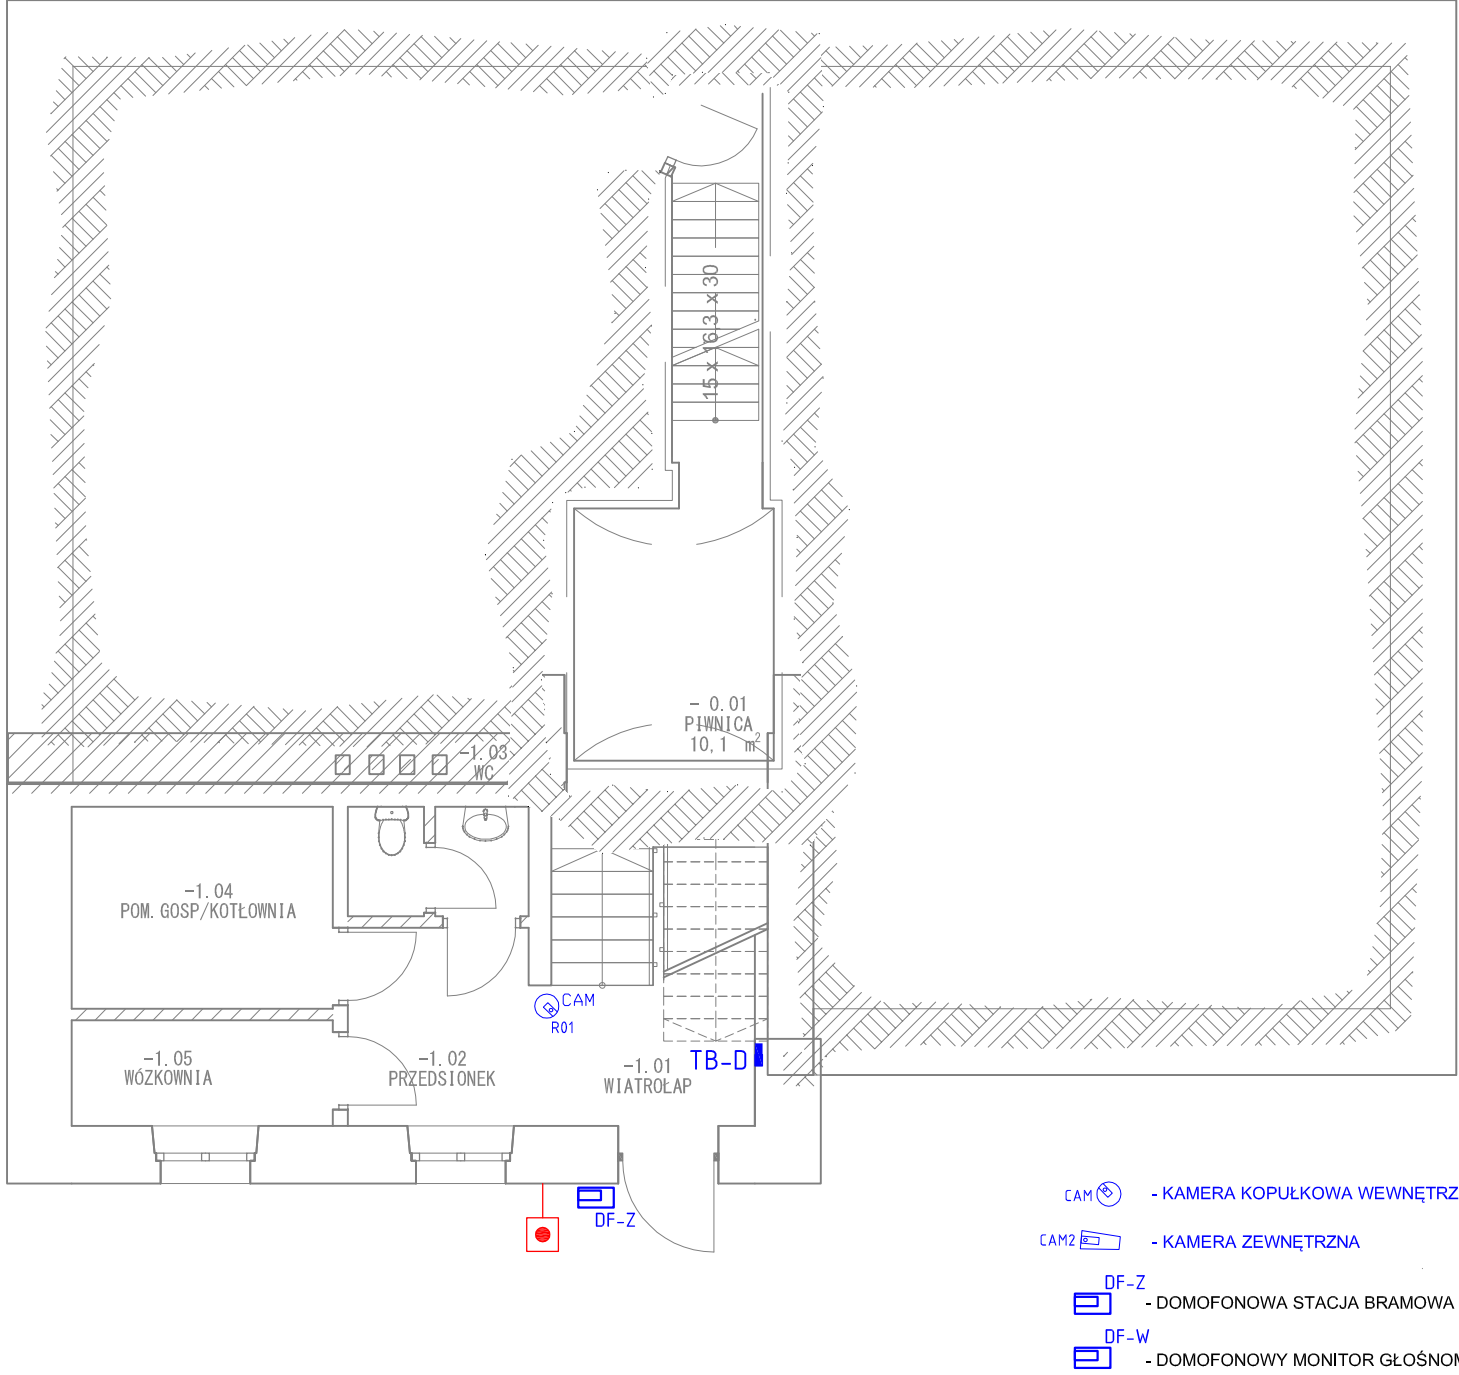 15 x 16,3 x 30
- 0.01
PIWNICA
10,1 m²
-1.03
WC
-1.04
POM. GOSP/KOTŁOWNIA
CAM
R01
-1.05
WÓZKOWNIA
-1.02
PRZEDSIONEK
-1.01
WIATROŁAP
TB-D
DF-Z
CAM - KAMERA KOPUŁKOWA WEWNĘTRZ
CAM2 - KAMERA ZEWNĘTRZNA
DF-Z
- DOMOFONOWA STACJA BRAMOWA
DF-W
- DOMOFONOWY MONITOR GŁOŚNO